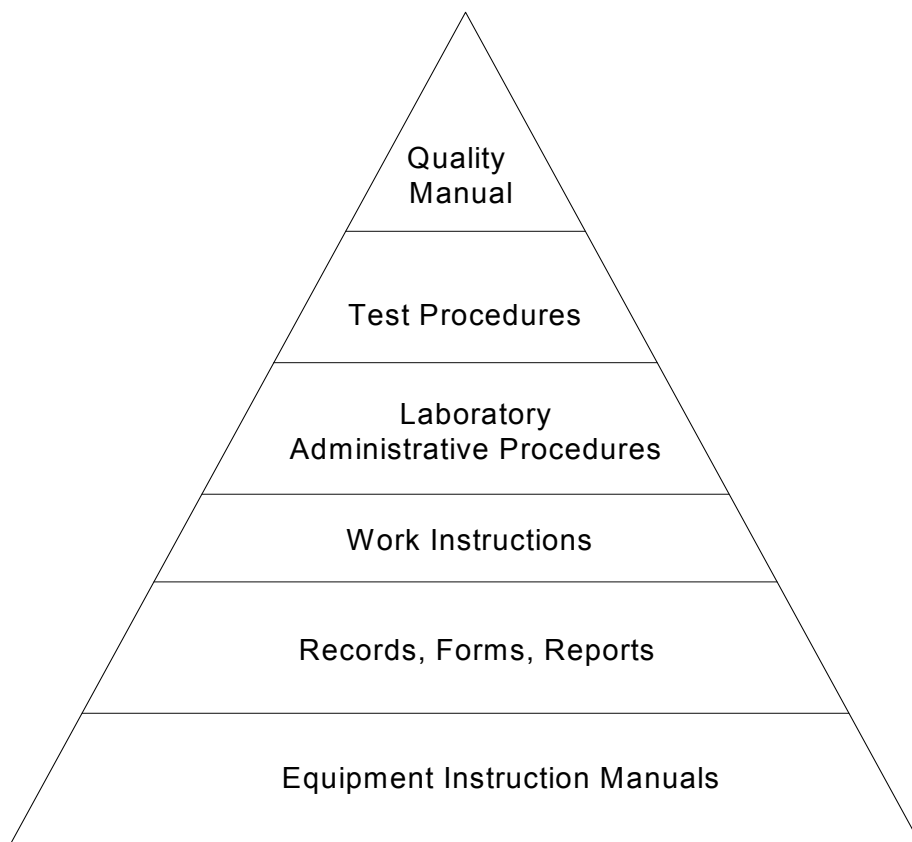 Quality
Manual
Test Procedures
Laboratory
Administrative Procedures
Work Instructions
Records, Forms, Reports
Equipment Instruction Manuals